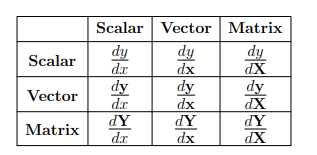 Scalar Vector Matrix
Scalar $\frac{dy}{dx}$ $\frac{dy}{d\mathbf{x}}$ $\frac{dy}{d\mathbf{X}}$
Vector $\frac{d\mathbf{y}}{dx}$ $\frac{d\mathbf{y}}{d\mathbf{x}}$ $\frac{d\mathbf{y}}{d\mathbf{X}}$
Matrix $\frac{d\mathbf{Y}}{dx}$ $\frac{d\mathbf{Y}}{d\mathbf{x}}$ $\frac{d\mathbf{Y}}{d\mathbf{X}}$